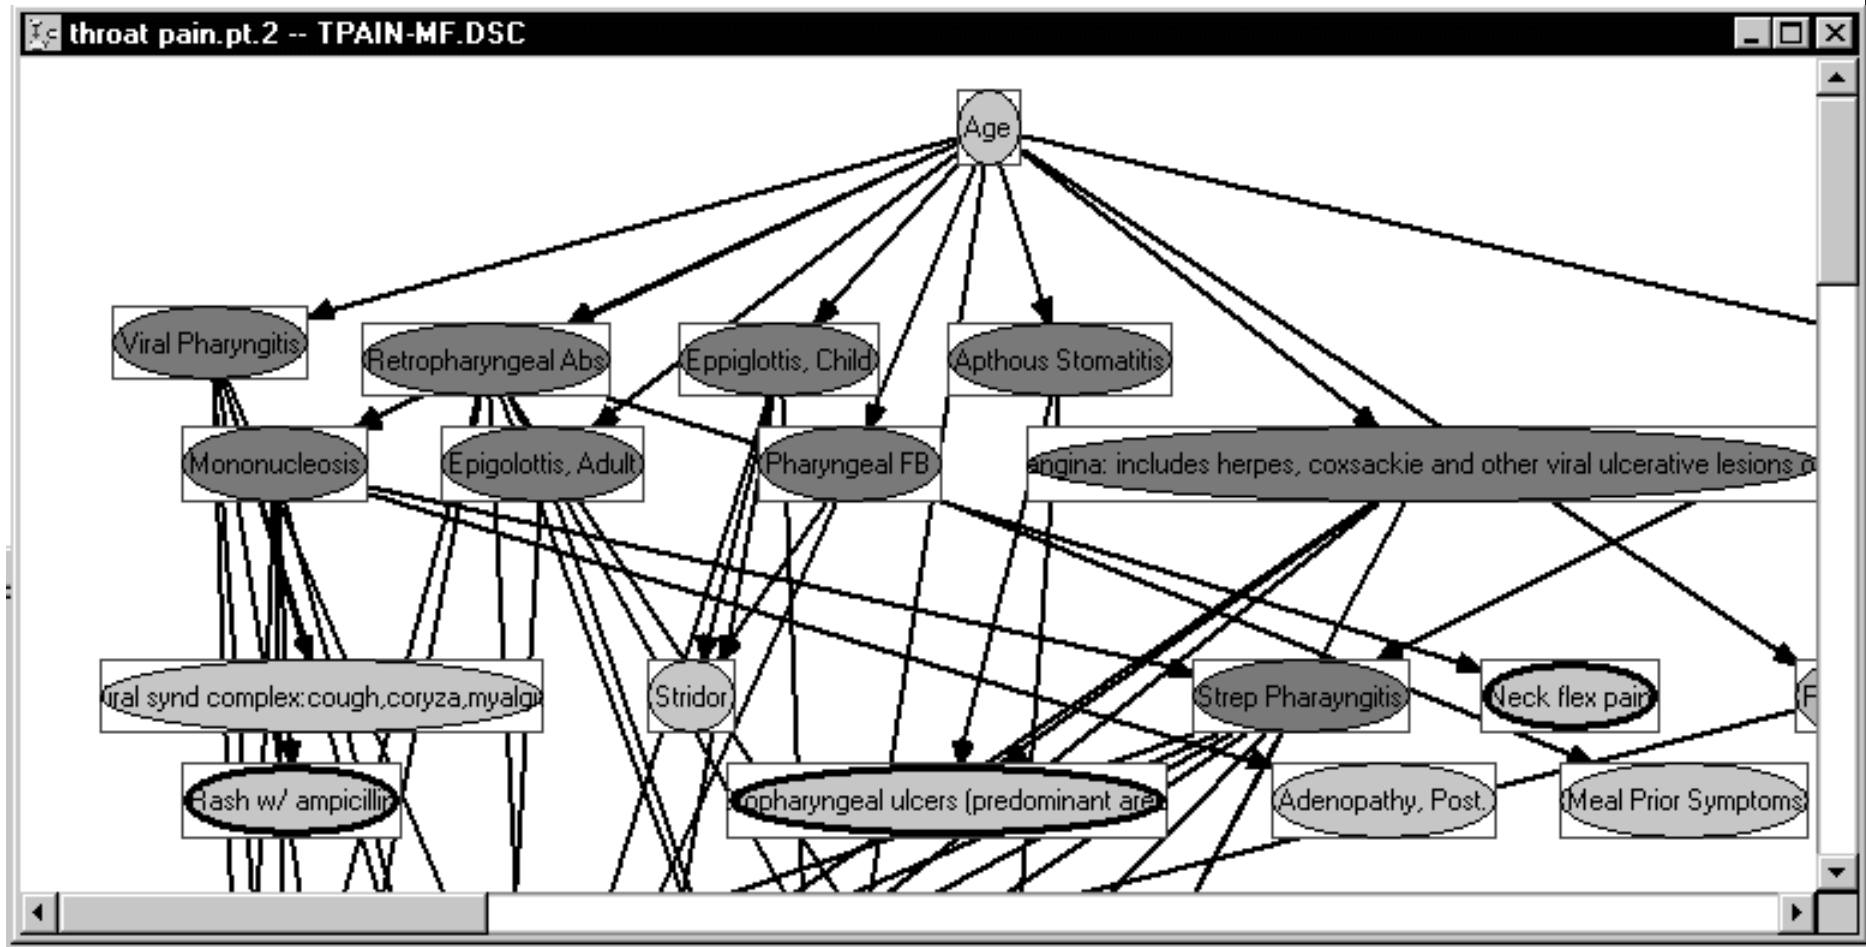 throat pain.pt.2 -- TPAIN-MF.DSC
Age
Viral Pharyngitis
Retropharyngeal Abs
Eppiglottis, Child
Apthous Stomatitis
Mononucleosis
Epigolottis, Adult
Pharyngeal FB
angina: includes herpes, coxsackie and other viral ulcerative lesions o
iral synd complex:cough,coryza,myalgi
Stridor
Strep Pharayngitis
Neck flex pain
F
Rash w/ ampicillin
opharyngeal ulcers (predominant are
Adenopathy, Post.
Meal Prior Symptoms